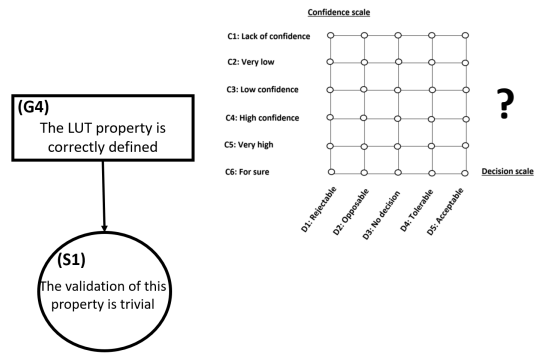 Confidence scale
C1: Lack of confidence
C2: Very low
C3: Low confidence
C4: High confidence
C5: Very high
C6: For sure
Decision scale
D1: Rejectable
D2: Opposable
D3: No decision
D4: Tolerable
D5: Acceptable
?
(G4)
The LUT property is
correctly defined
(S1)
The validation of this
property is trivial